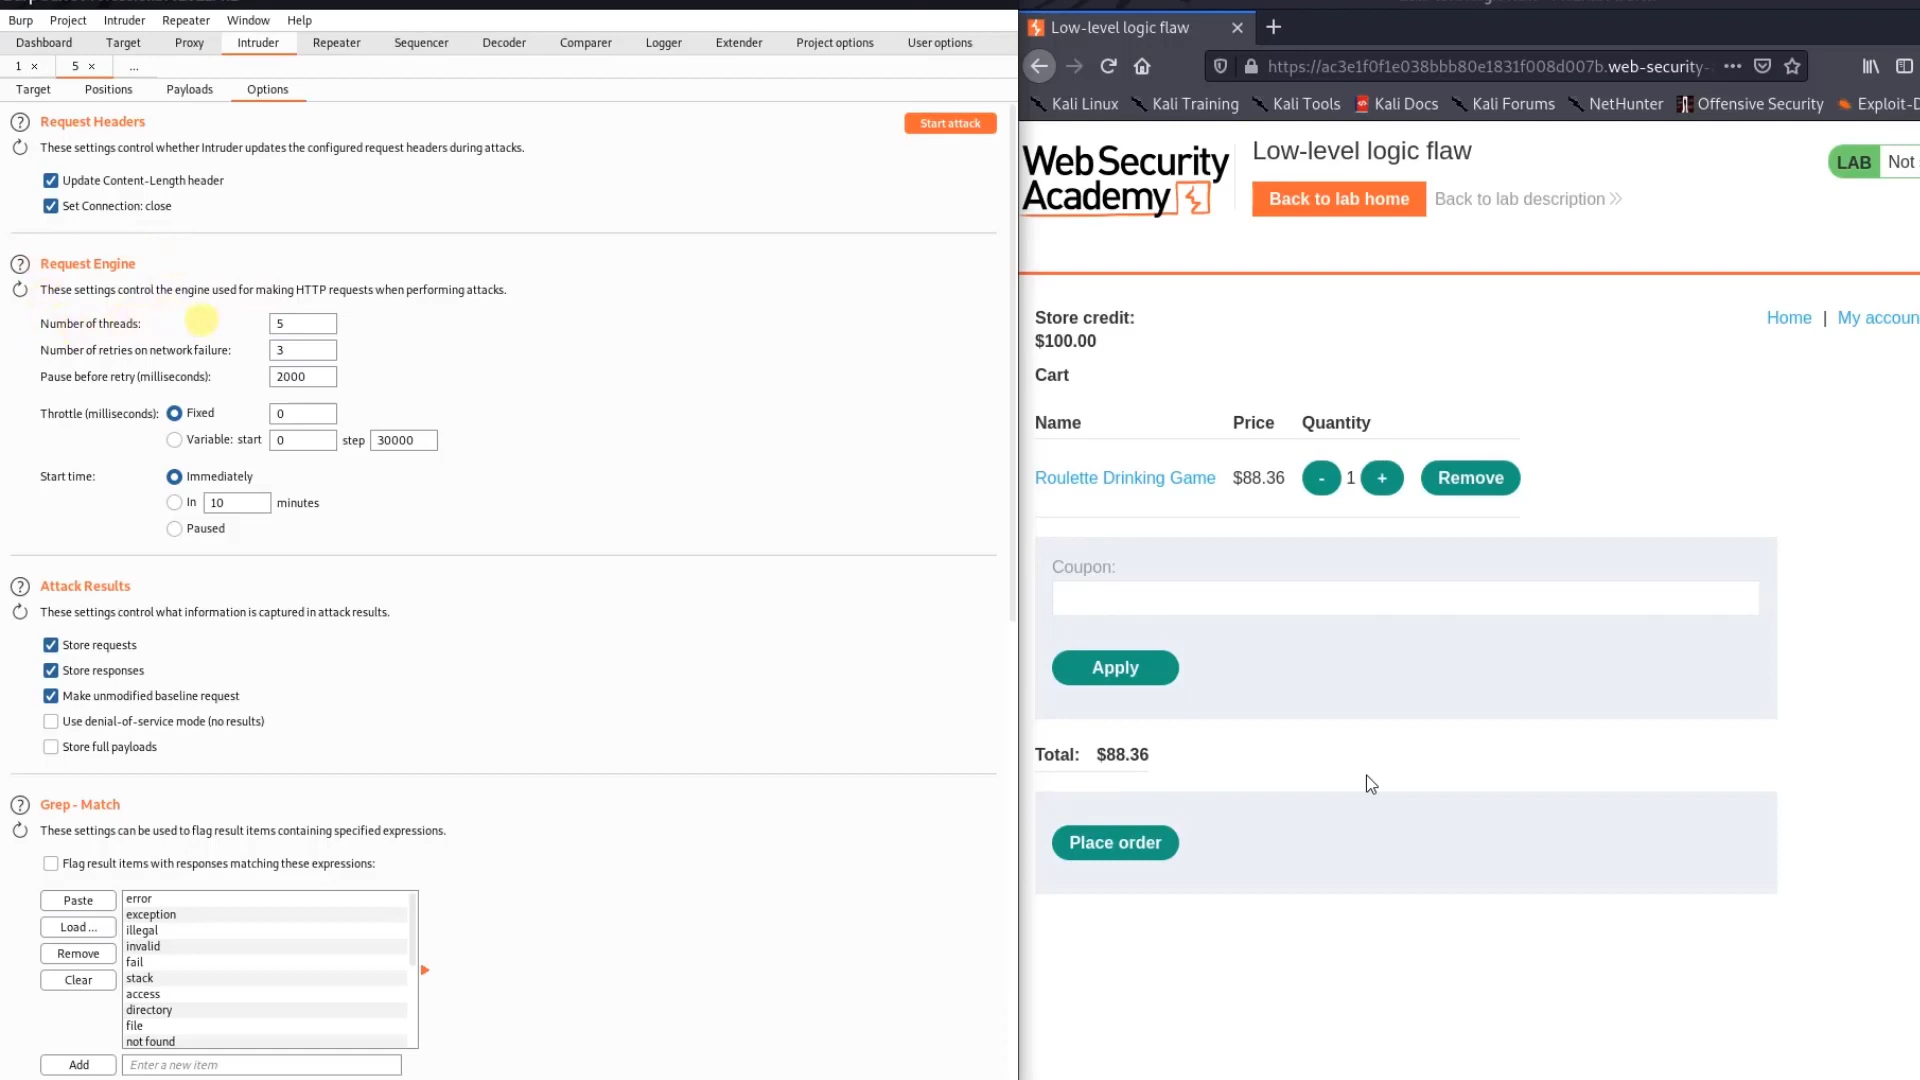 Burp Project Intruder Repeater Window Help
Dashboard Target Proxy Intruder Repeater Sequencer Decoder Comparer Logger Extender Project options User options
1 × 5 × ...
Target Positions Payloads Options
Request Headers
Start attack
These settings control whether Intruder updates the configured request headers during attacks.
Update Content-Length header
Set Connection: close
Request Engine
These settings control the engine used for making HTTP requests when performing attacks.
Number of threads: 5
Number of retries on network failure: 3
Pause before retry (milliseconds): 2000
Throttle (milliseconds): Fixed 0
Variable: start 0 step 30000
Start time: Immediately
In 10 minutes
Paused
Attack Results
These settings control what information is captured in attack results.
Store requests
Store responses
Make unmodified baseline request
Use denial-of-service mode (no results)
Store full payloads
Grep - Match
These settings can be used to flag result items containing specified expressions.
Flag result items with responses matching these expressions:
Paste
Load ...
Remove
Clear
error
exception
illegal
invalid
fail
stack
access
directory
file
not found
Add Enter a new item
Low-level logic flaw × +
https://ac3e1f0f1e038bbb80e1831f008d007b.web-security-
Kali Linux Kali Training Kali Tools Kali Docs Kali Forums NetHunter Offensive Security Exploit-D
Web Security
Academy
Low-level logic flaw
Back to lab home Back to lab description
LAB Not
Store credit:
$100.00
Home | My accoun
Cart
Name Price Quantity
Roulette Drinking Game $88.36 - 1 + Remove
Coupon:
Apply
Total: $88.36
Place order